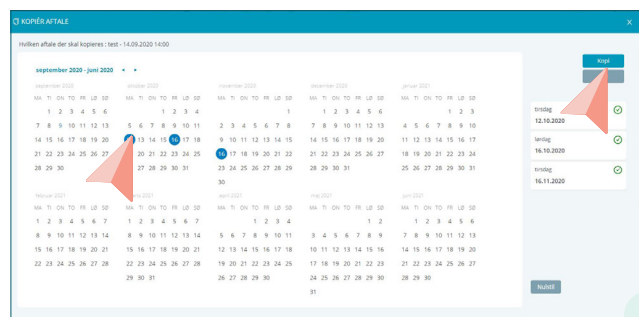 KOPIÉR AFTALE X
Hvilken aftale der skal kopieres : test - 14.09.2020 14:00
september 2020 - juni 2020
september 2020 oktober 2020 november 2020 december 2020 januar 2021
MA TI ON TO FR LØ SØ MA TI ON TO FR LØ SØ MA TI ON TO FR LØ SØ MA TI ON TO FR LØ SØ MA TI ON TO FR LØ SØ
1 2 3 4 5 6 1 2 3 4 1 1 2 3 4 5 6 1 2 3
7 8 9 10 11 12 13 5 6 7 8 9 10 11 2 3 4 5 6 7 8 7 8 9 10 11 12 13 4 5 6 7 8 9 10
14 15 16 17 18 19 20 13 14 15 16 17 18 9 10 11 12 13 14 15 14 15 16 17 18 19 20 11 12 13 14 15 16 17
21 22 23 24 25 26 27 21 22 23 24 25 16 17 18 19 20 21 22 21 22 23 24 25 26 27 18 19 20 21 22 23 24
28 29 30 27 28 29 30 31 23 24 25 26 27 28 29 28 29 30 31 25 26 27 28 29 30 31
30
februar 2021 2021 april 2021 maj 2021 juni 2021
MA TI ON TO FR LØ SØ MA TI ON TO FR LØ SØ MA TI ON TO FR LØ SØ MA TI ON TO FR LØ SØ MA TI ON TO FR LØ SØ
1 2 3 4 5 6 7 1 2 3 4 5 6 7 1 2 3 4 1 2 1 2 3 4 5 6
8 9 10 11 12 13 14 8 9 10 11 12 13 14 5 6 7 8 9 10 11 3 4 5 6 7 8 9 7 8 9 10 11 12 13
15 16 17 18 19 20 21 15 16 17 18 19 20 21 12 13 14 15 16 17 18 10 11 12 13 14 15 16 14 15 16 17 18 19 20
22 23 24 25 26 27 28 22 23 24 25 26 27 28 19 20 21 22 23 24 25 17 18 19 20 21 22 23 21 22 23 24 25 26 27
29 30 31 26 27 28 29 30 24 25 26 27 28 29 30 28 29 30
31
Kopi
tirsdag
12.10.2020
lørdag
16.10.2020
tirsdag
16.11.2020
Nulstil